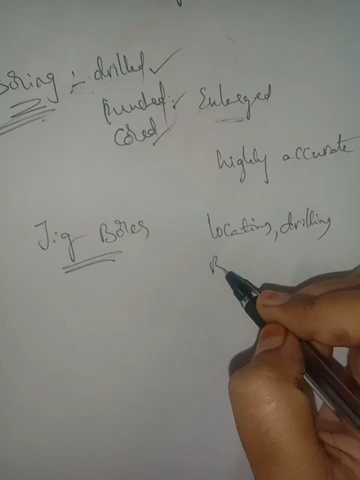 Boring :- drilled
punched Enlarged
cored
highly accurate
Jig Bores locating, drilling
B